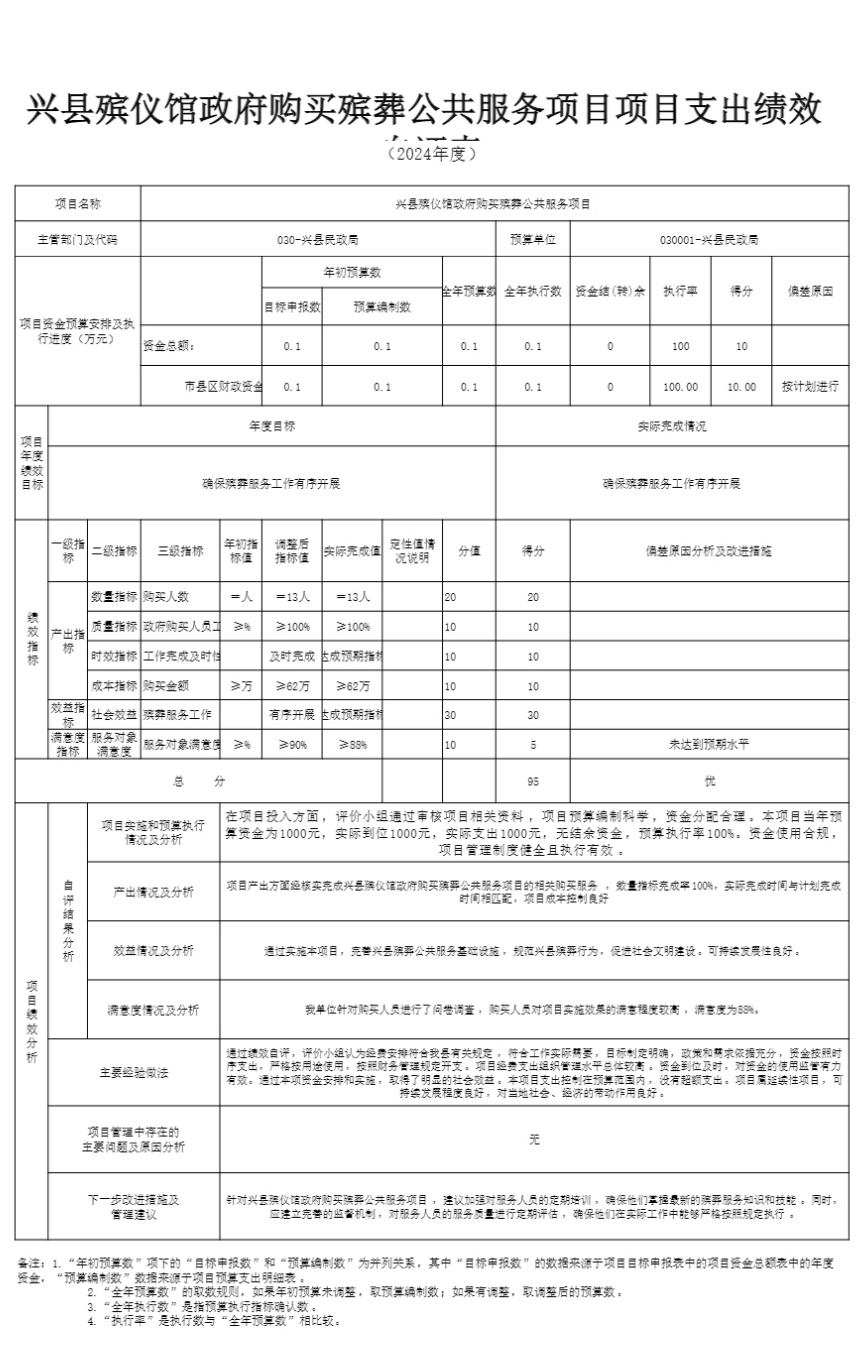 兴县殡仪馆政府购买殡葬公共服务项目项目支出绩效
（2024年度）
项目名称
兴县殡仪馆政府购买殡葬公共服务项目
主管部门及代码
030-兴县民政局
预算单位
030001-兴县民政局
项目资金预算安排及执
行进度（万元）
年初预算数
目标申报数
预算编制数
全年预算数
全年执行数
资金结(转)余
执行率
得分
偏差原因
资金总额：
0.1
0.1
0.1
0.1
0
100
10
市县区财政资金
0.1
0.1
0.1
0.1
0
100.00
10.00
按计划进行
项目
年度
绩效
目标
年度目标
实际完成情况
确保殡葬服务工作有序开展
确保殡葬服务工作有序开展
绩
效
指
标
一级指
标
二级指标
三级指标
年初指
标值
调整后
指标值
实际完成值
定性值情
况说明
分值
得分
偏差原因分析及改进措施
产出指
标
数量指标
购买人数
＝人
＝13人
＝13人
20
20
质量指标
政府购买人员工
≥%
≥100%
≥100%
10
10
时效指标
工作完成及时性
及时完成
达成预期指标
10
10
成本指标
购买金额
≥万
≥62万
≥62万
10
10
效益指
标
社会效益
殡葬服务工作
有序开展
达成预期指标
30
30
满意度
指标
服务对象
满意度
服务对象满意度
≥%
≥90%
≥88%
10
5
未达到预期水平
总 分
95
优
项
目
绩
效
分
析
自
评
结
果
分
析
项目实施和预算执行
情况及分析
在项目投入方面，评价小组通过审核项目相关资料，项目预算编制科学，资金分配合理。本项目当年预
算资金为1000元，实际到位1000元，实际支出1000元，无结余资金，预算执行率100%。资金使用合规，
项目管理制度健全且执行有效。
产出情况及分析
项目产出方面经核实完成兴县殡仪馆政府购买殡葬公共服务项目的相关购买服务，数量指标完成率100%，实际完成时间与计划完成
时间相匹配，项目成本控制良好
效益情况及分析
通过实施本项目，完善兴县殡葬公共服务基础设施，规范兴县殡葬行为，促进社会文明建设。可持续发展性良好。
满意度情况及分析
我单位针对购买人员进行了问卷调查，购买人员对项目实施效果的满意程度较高，满意度为88%。
主要经验做法
通过绩效自评，评价小组认为经费安排符合我县有关规定，符合工作实际需要，目标制定明确，政策和需求依据充分，资金按照时
序支出，严格按用途使用，按照财务管理规定开支。项目经费支出组织管理水平总体较高。资金到位及时，对资金的使用监管有力
有效。通过本项资金安排和实施，取得了明显的社会效益。本项目支出控制在预算范围内，没有超额支出。项目属延续性项目，可
持续发展程度良好，对当地社会、经济的带动作用良好。
项目管理中存在的
主要问题及原因分析
无
下一步改进措施及
管理建议
针对兴县殡仪馆政府购买殡葬公共服务项目，建议加强对服务人员的定期培训，确保他们掌握最新的殡葬服务知识和技能。同时，
应建立完善的监督机制，对服务人员的服务质量进行定期评估，确保他们在实际工作中能够严格按照规定执行。
备注：1.“年初预算数”项下的“目标申报数”和“预算编制数”为并列关系，其中“目标申报数”的数据来源于项目目标申报表中的项目资金总额表中的年度
资金，“预算编制数”数据来源于项目预算支出明细表。
2.“全年预算数”的取数规则，如果年初预算未调整，取预算编制数；如果有调整，取调整后的预算数。
3.“全年执行数”是指预算执行指标确认数。
4.“执行率”是执行数与“全年预算数”相比较。